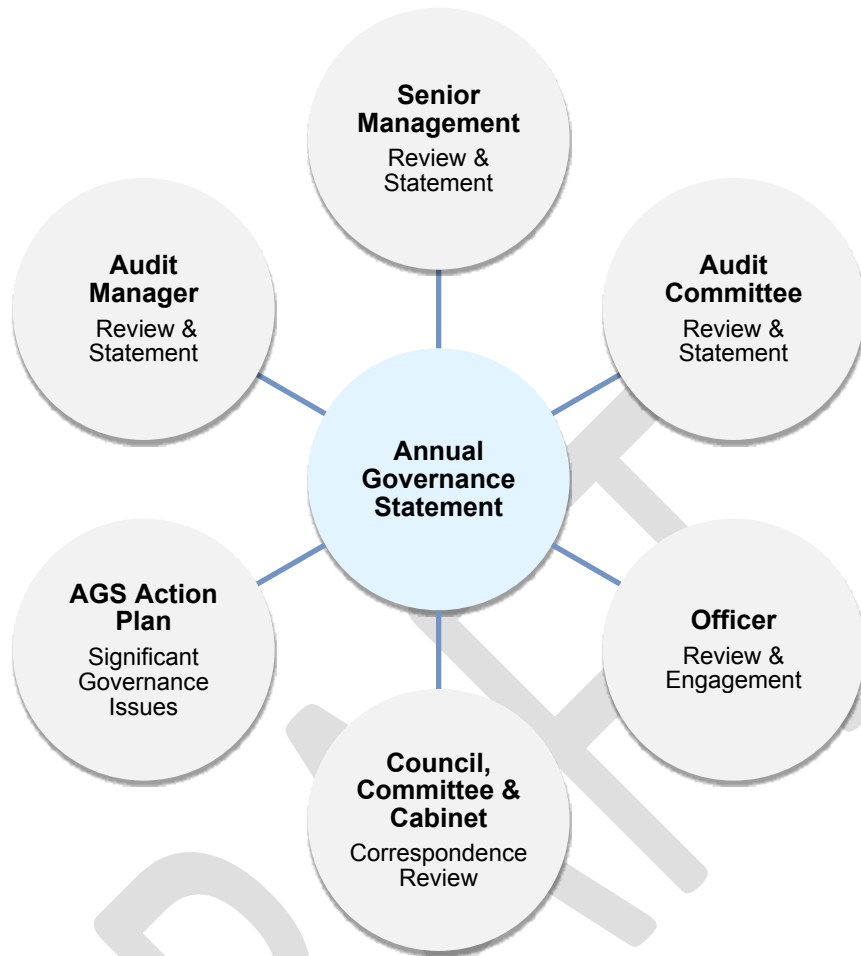 Senior
Management
Review &
Statement
Audit
Manager
Review &
Statement
Audit
Committee
Review &
Statement
Annual
Governance
Statement
AGS Action
Plan
Significant
Governance
Issues
Officer
Review &
Engagement
Council,
Committee &
Cabinet
Correspondence
Review